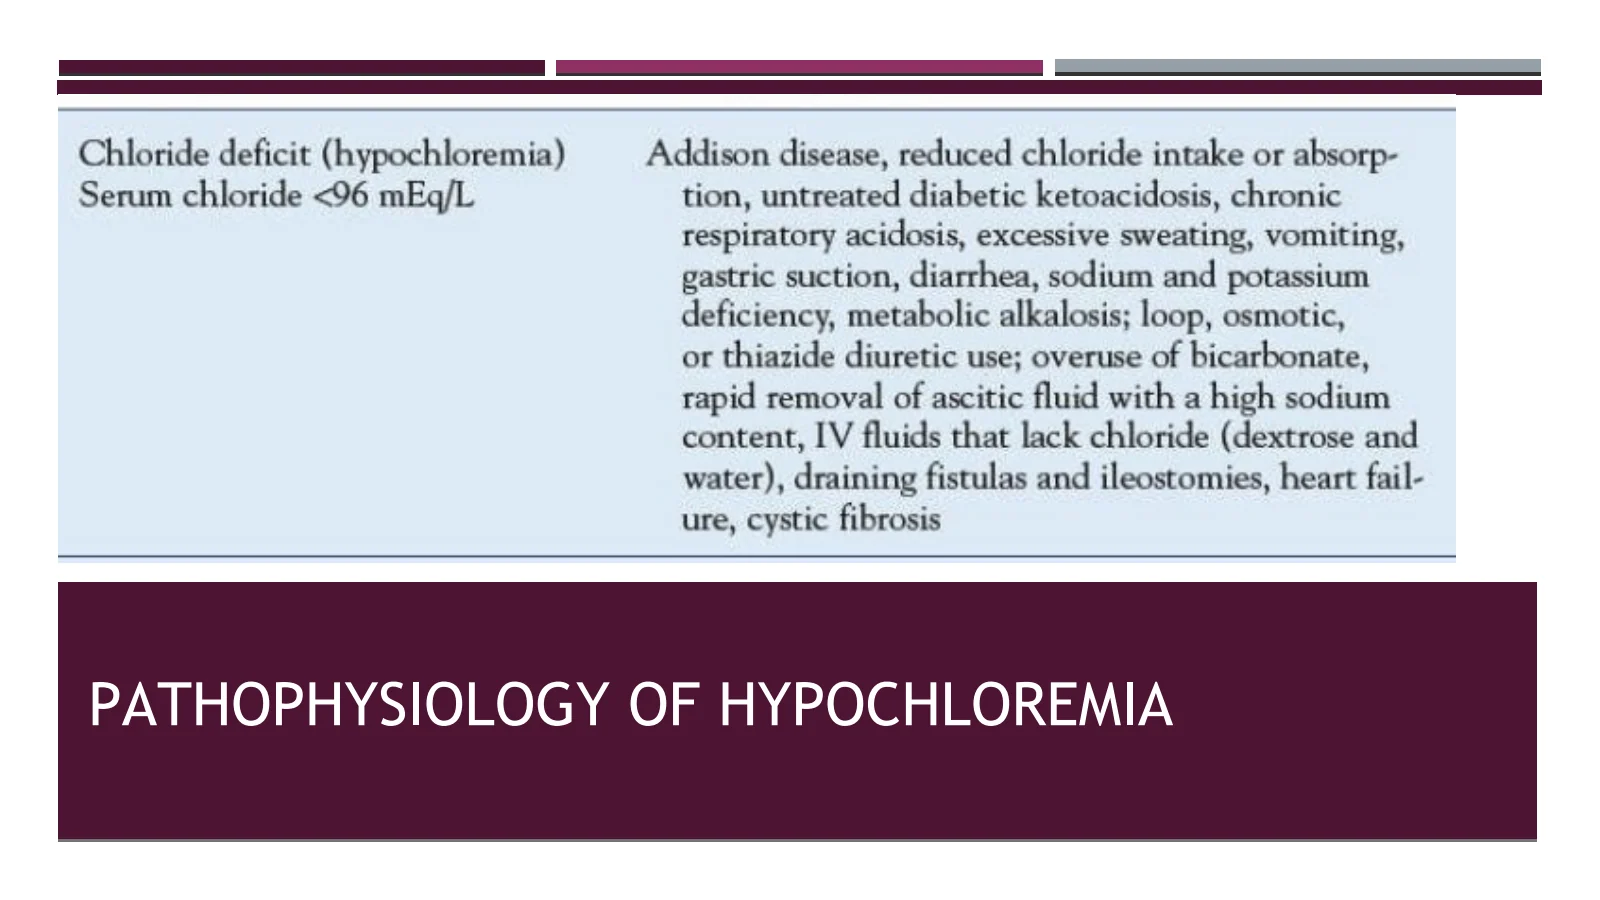 Chloride deficit (hypochloremia)
Serum chloride <96 mEq/L
Addison disease, reduced chloride intake or absorp-
tion, untreated diabetic ketoacidosis, chronic
respiratory acidosis, excessive sweating, vomiting,
gastric suction, diarrhea, sodium and potassium
deficiency, metabolic alkalosis; loop, osmotic,
or thiazide diuretic use; overuse of bicarbonate,
rapid removal of ascitic fluid with a high sodium
content, IV fluids that lack chloride (dextrose and
water), draining fistulas and ileostomies, heart fail-
ure, cystic fibrosis
PATHOPHYSIOLOGY OF HYPOCHLOREMIA